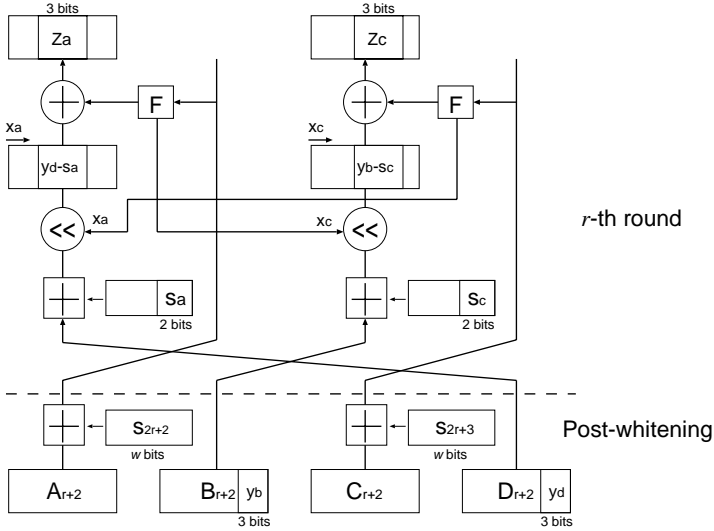 3 bits
3 bits
Za
Zc
F
F
xa
xc
yd-sa
yb-sc
xa
xc
<<
<<
r-th round
sa
sc
2 bits
2 bits
s2r+2
s2r+3
Post-whitening
w bits
w bits
Ar+2
Br+2
yb
Cr+2
Dr+2
yd
3 bits
3 bits